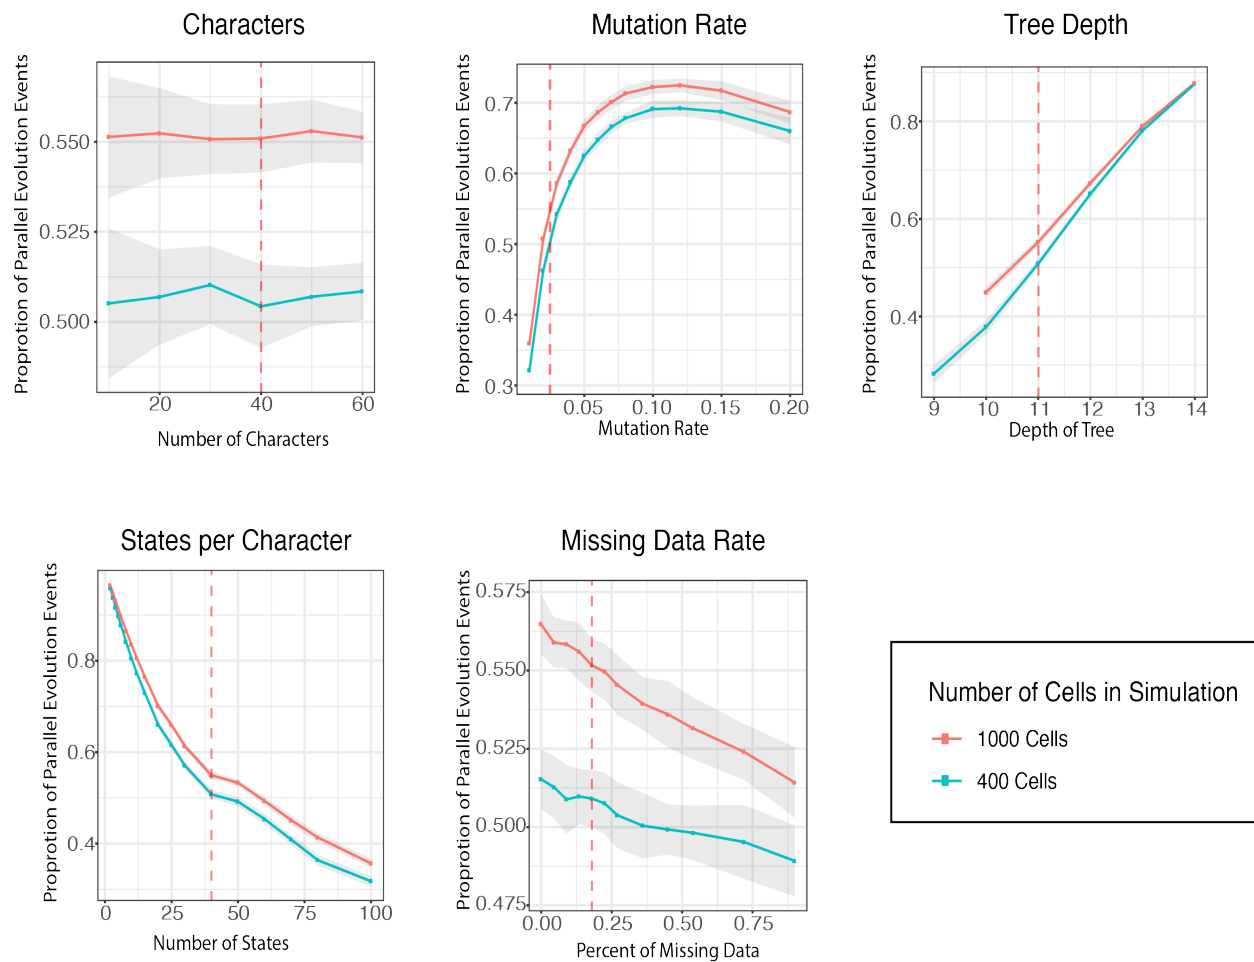 Characters
Proprotion of Parallel Evolution Events
0.550
0.525
0.500
20 40 60
Number of Characters
Mutation Rate
Proprotion of Parallel Evolution Events
0.7
0.6
0.5
0.4
0.3
0.05 0.10 0.15 0.20
Mutation Rate
Tree Depth
Proprotion of Parallel Evolution Events
0.8
0.6
0.4
9 10 11 12 13 14
Depth of Tree
States per Character
Proprotion of Parallel Evolution Events
0.8
0.6
0.4
0 25 50 75 100
Number of States
Missing Data Rate
Proprotion of Parallel Evolution Events
0.575
0.550
0.525
0.500
0.475
0.00 0.25 0.50 0.75
Percent of Missing Data
Number of Cells in Simulation
1000 Cells
400 Cells